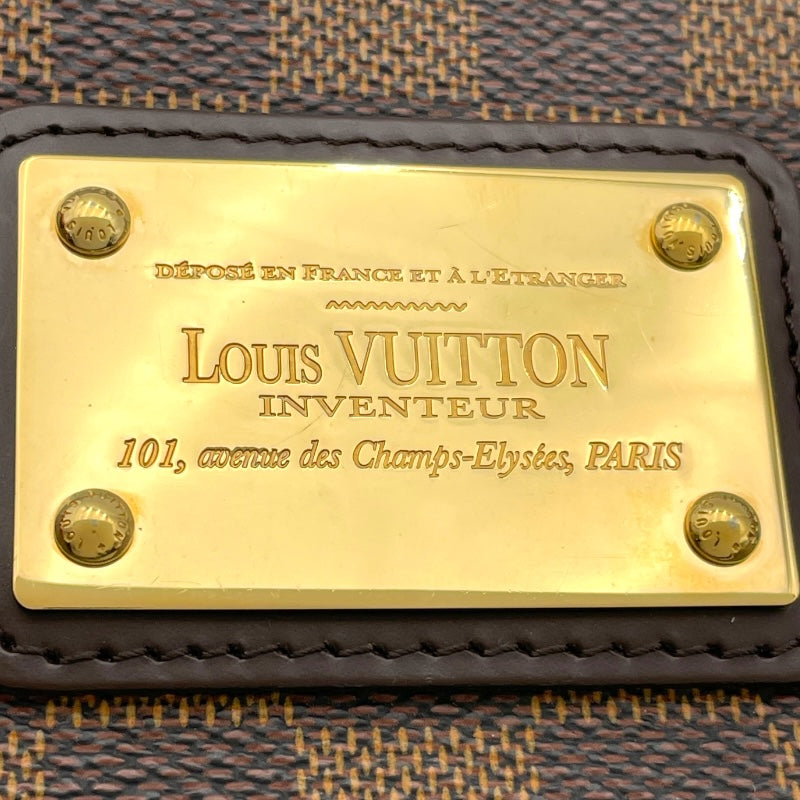 DÉPOSÉ EN FRANCE ET À L'ETRANGER
LOUIS VUITTON
INVENTEUR
101, avenue des Champs-Elysées, PARIS